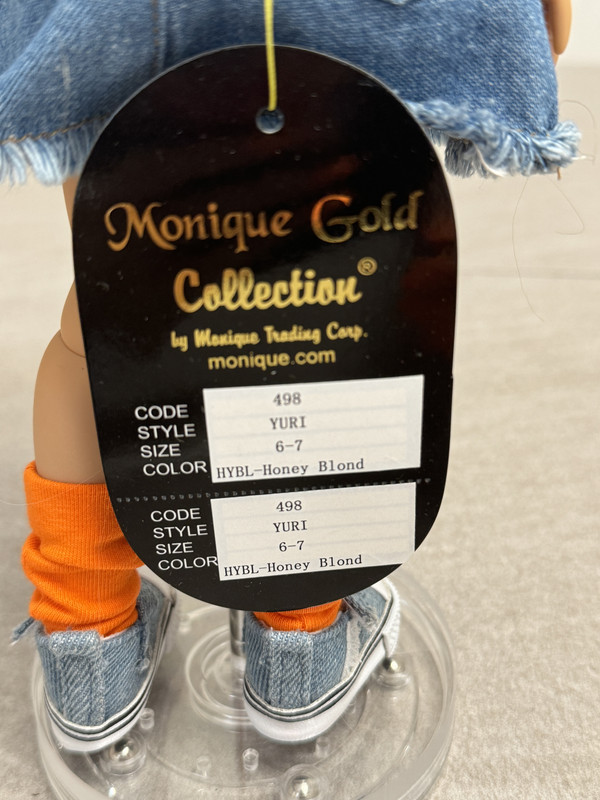 Monique Gold
Collection®
by Monique Trading Corp.
monique.com
CODE 498
STYLE YURI
SIZE 6-7
COLOR HYBL-Honey Blond
CODE 498
STYLE YURI
SIZE 6-7
COLOR HYBL-Honey Blond